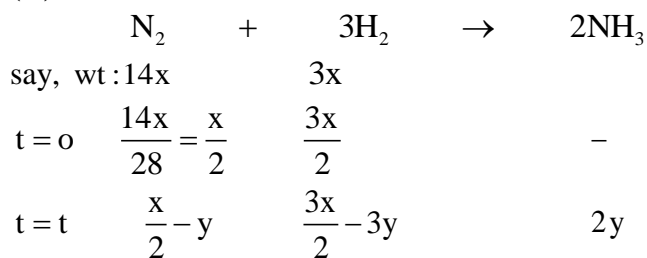 N₂ + 3H₂ → 2NH₃
say, wt : 14x 3x
t = o 14x/28 = x/2 3x/2 –
t = t x/2 – y 3x/2 – 3y 2y